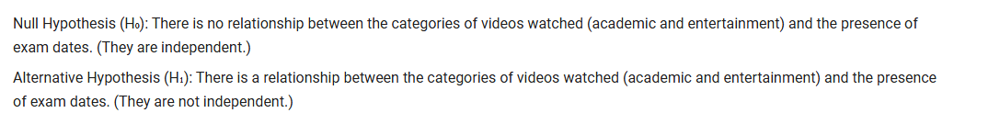 Null Hypothesis (H₀): There is no relationship between the categories of videos watched (academic and entertainment) and the presence of
exam dates. (They are independent.)
Alternative Hypothesis (H₁): There is a relationship between the categories of videos watched (academic and entertainment) and the presence
of exam dates. (They are not independent.)